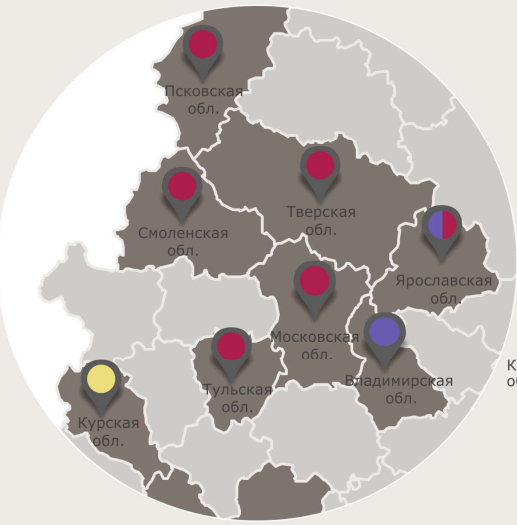 Псковская
обл.
Тверская
обл.
Смоленская
обл.
Ярославская
обл.
Московская
обл.
Владимирская
обл.
Тульская
обл.
Курская
обл.